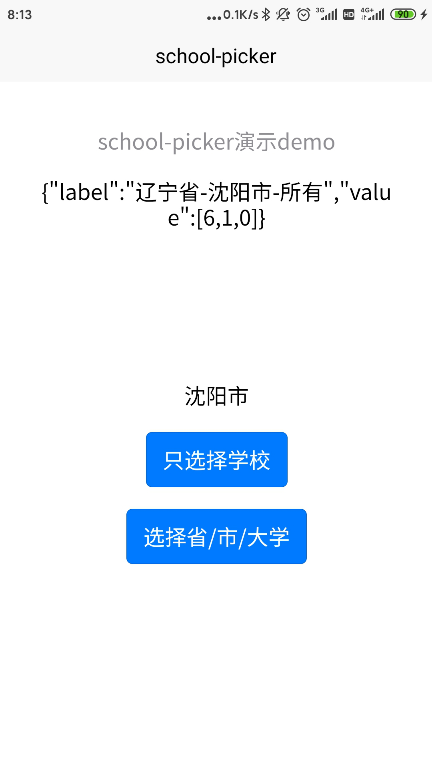 8:13 ...0.1K/s 3G HD 4G+ 90
school-picker
school-picker演示demo
{"label":"辽宁省-沈阳市-所有","valu
e":[6,1,0]}
沈阳市
只选择学校
选择省/市/大学